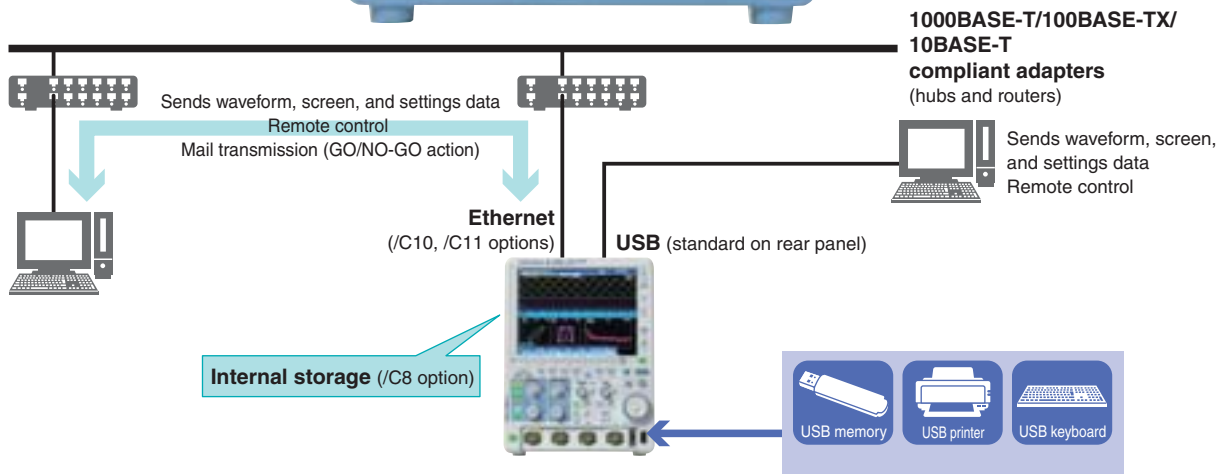 1000BASE-T/100BASE-TX/
10BASE-T
compliant adapters
(hubs and routers)
Sends waveform, screen, and settings data
Remote control
Mail transmission (GO/NO-GO action)
Sends waveform, screen,
and settings data
Remote control
Ethernet
(/C10, /C11 options)
USB (standard on rear panel)
Internal storage (/C8 option)
USB memory
USB printer
USB keyboard